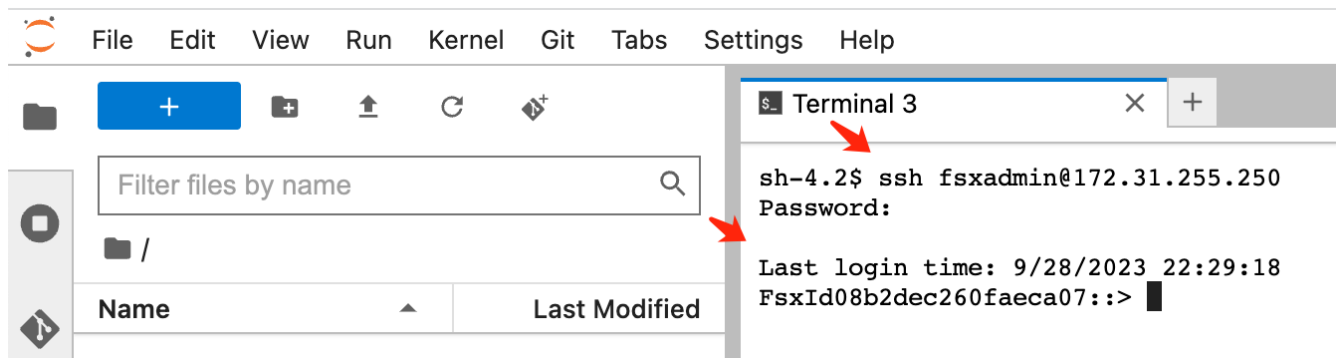 File Edit View Run Kernel Git Tabs Settings Help
+
Filter files by name
/
Name Last Modified
$_ Terminal 3 × +
sh-4.2$ ssh fsxadmin@172.31.255.250
Password:
Last login time: 9/28/2023 22:29:18
FsxId08b2dec260faeca07::>